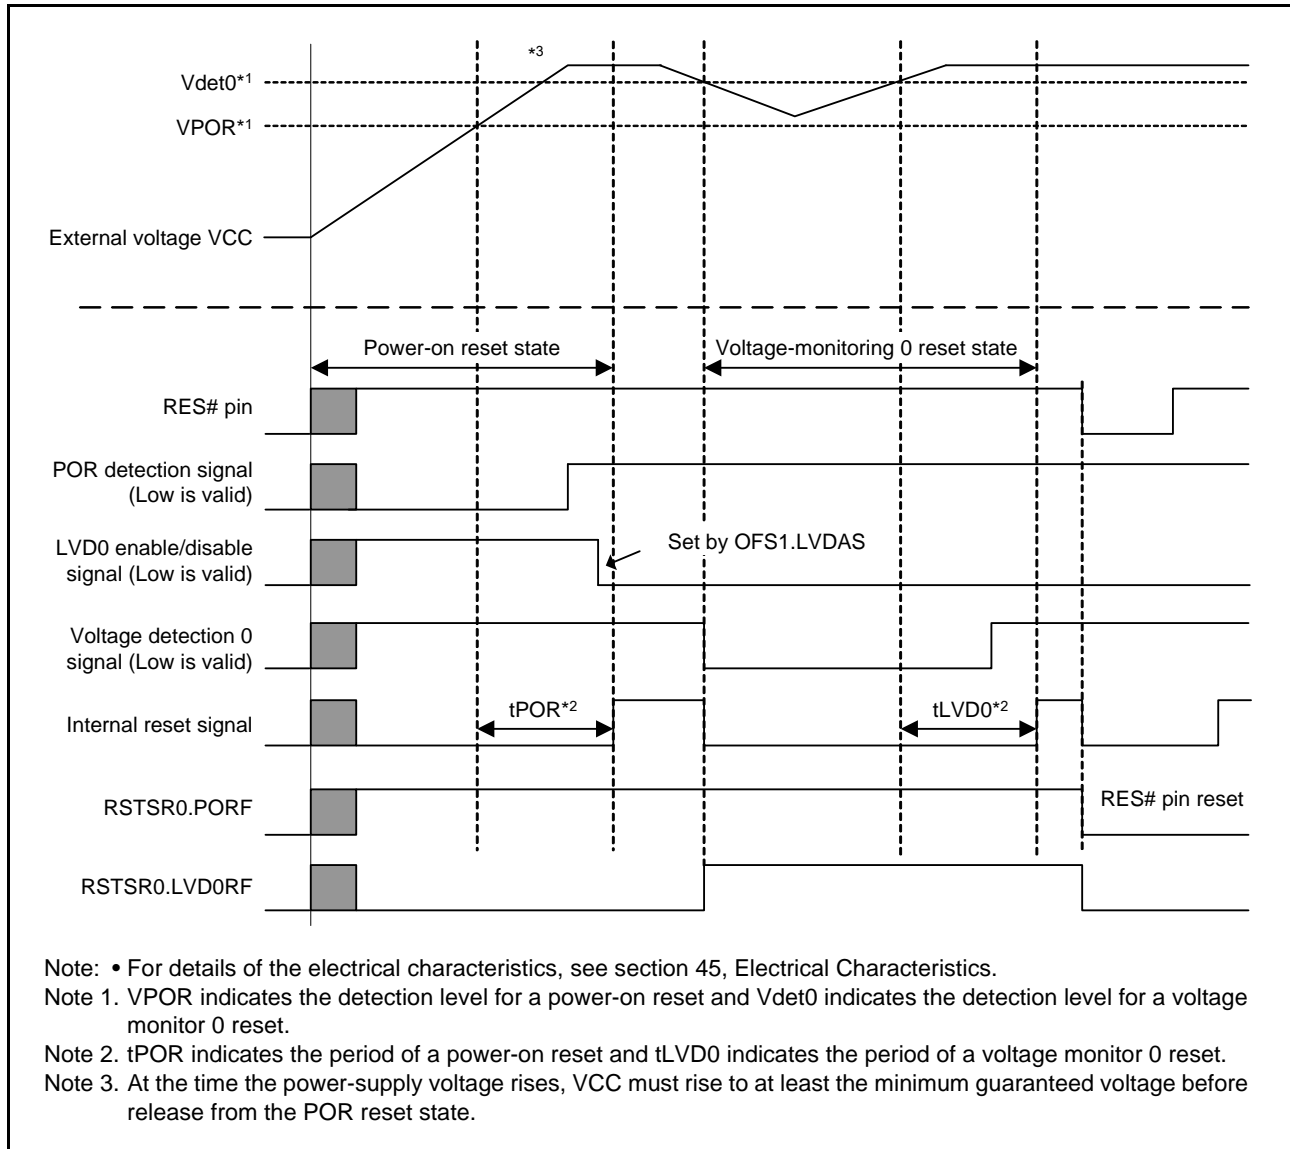 *3
Vdet0*1
VPOR*1
External voltage VCC
Power-on reset state
Voltage-monitoring 0 reset state
RES# pin
POR detection signal
(Low is valid)
LVD0 enable/disable
signal (Low is valid)
Set by OFS1.LVDAS
Voltage detection 0
signal (Low is valid)
Internal reset signal
tPOR*2
tLVD0*2
RSTSR0.PORF
RES# pin reset
RSTSR0.LVD0RF
Note: • For details of the electrical characteristics, see section 45, Electrical Characteristics.
Note 1. VPOR indicates the detection level for a power-on reset and Vdet0 indicates the detection level for a voltage
monitor 0 reset.
Note 2. tPOR indicates the period of a power-on reset and tLVD0 indicates the period of a voltage monitor 0 reset.
Note 3. At the time the power-supply voltage rises, VCC must rise to at least the minimum guaranteed voltage before
release from the POR reset state.